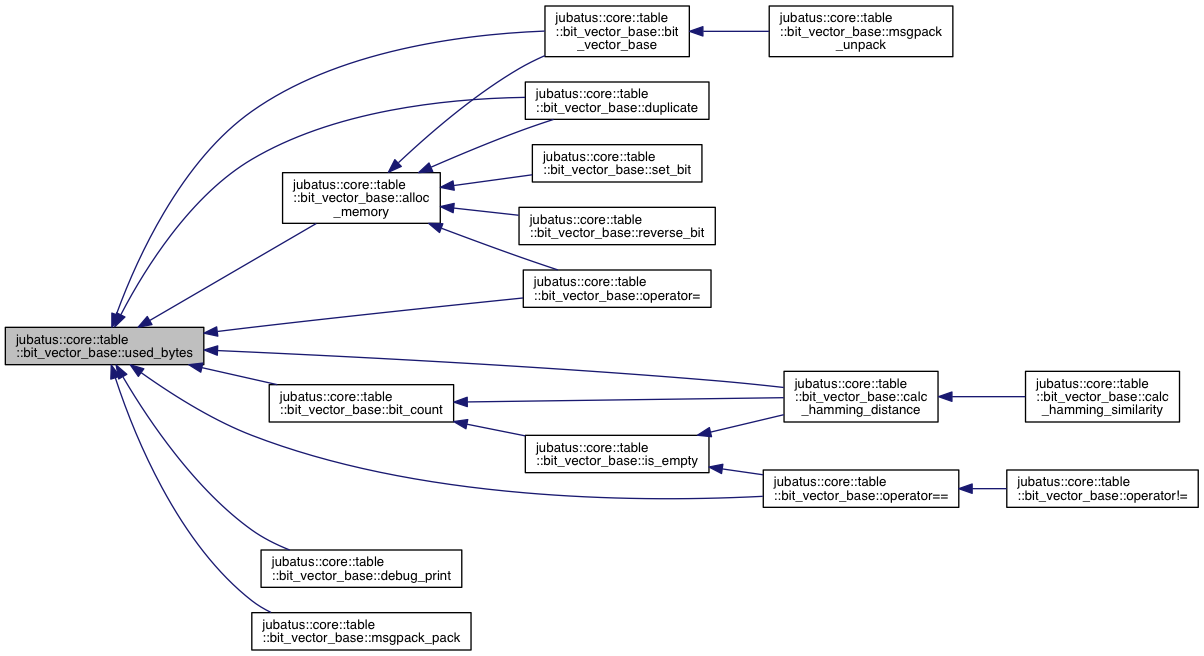 jubatus::core::table
::bit_vector_base::bit
_vector_base
jubatus::core::table
::bit_vector_base::msgpack
_unpack
jubatus::core::table
::bit_vector_base::duplicate
jubatus::core::table
::bit_vector_base::set_bit
jubatus::core::table
::bit_vector_base::alloc
_memory
jubatus::core::table
::bit_vector_base::reverse_bit
jubatus::core::table
::bit_vector_base::operator=
jubatus::core::table
::bit_vector_base::used_bytes
jubatus::core::table
::bit_vector_base::calc
_hamming_distance
jubatus::core::table
::bit_vector_base::calc
_hamming_similarity
jubatus::core::table
::bit_vector_base::bit_count
jubatus::core::table
::bit_vector_base::is_empty
jubatus::core::table
::bit_vector_base::operator==
jubatus::core::table
::bit_vector_base::operator!=
jubatus::core::table
::bit_vector_base::debug_print
jubatus::core::table
::bit_vector_base::msgpack_pack